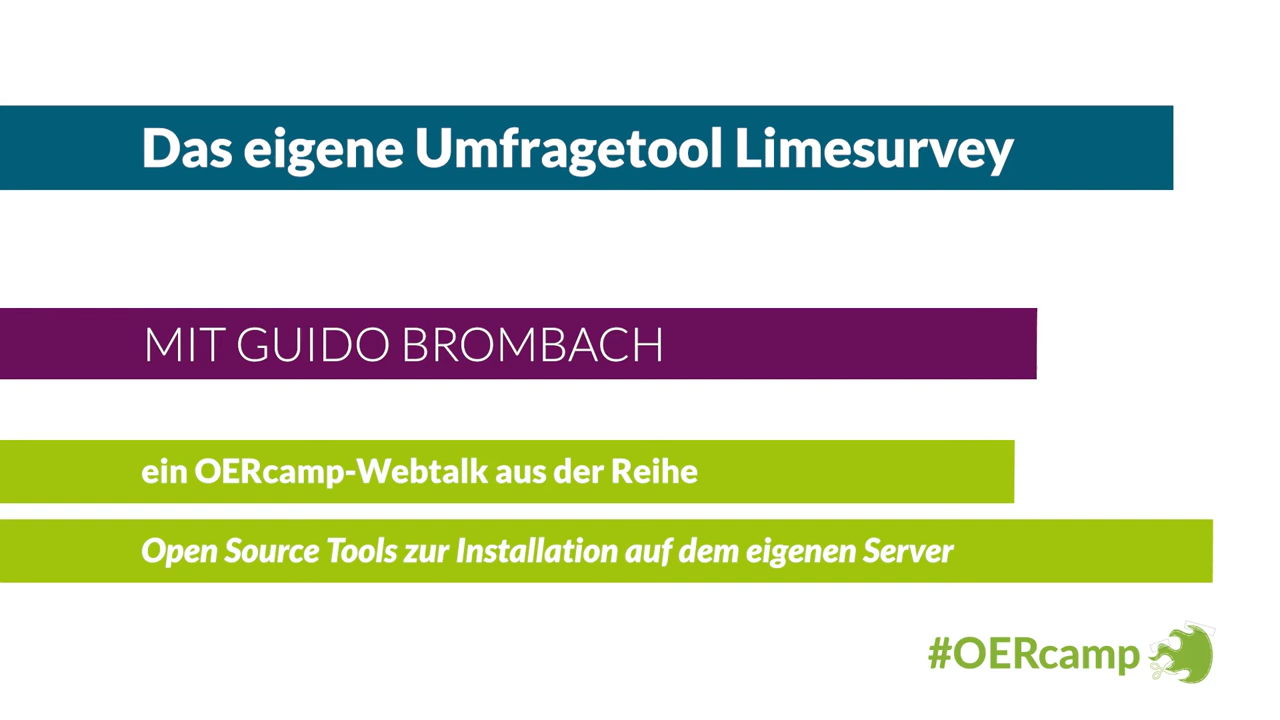 Das eigene Umfragetool Limesurvey
MIT GUIDO BROMBACH
ein OERcamp-Webtalk aus der Reihe
Open Source Tools zur Installation auf dem eigenen Server
#OERcamp